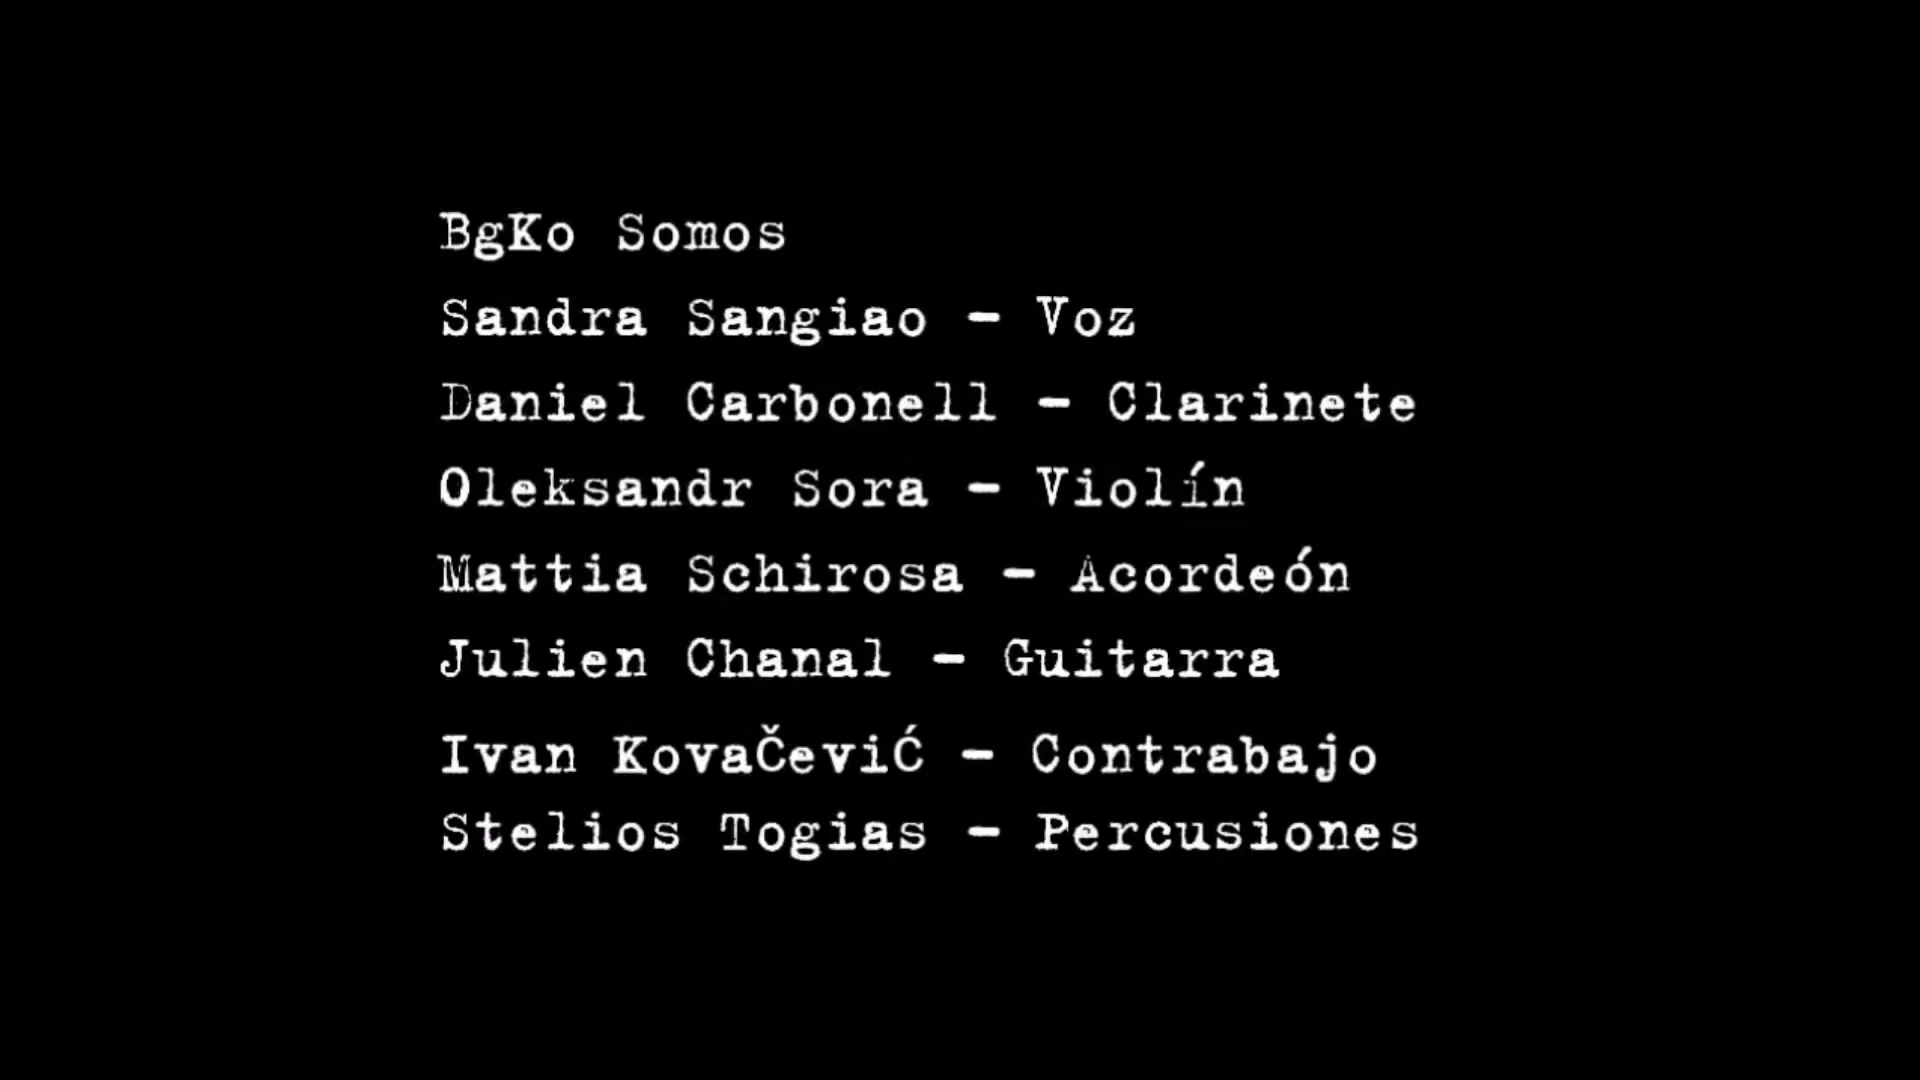 BgKo Somos
Sandra Sangiao - Voz
Daniel Carbonell - Clarinete
Oleksandr Sora - Violín
Mattia Schirosa - Acordeón
Julien Chanal - Guitarra
Ivan KovaČeviĆ - Contrabajo
Stelios Togias - Percusiones